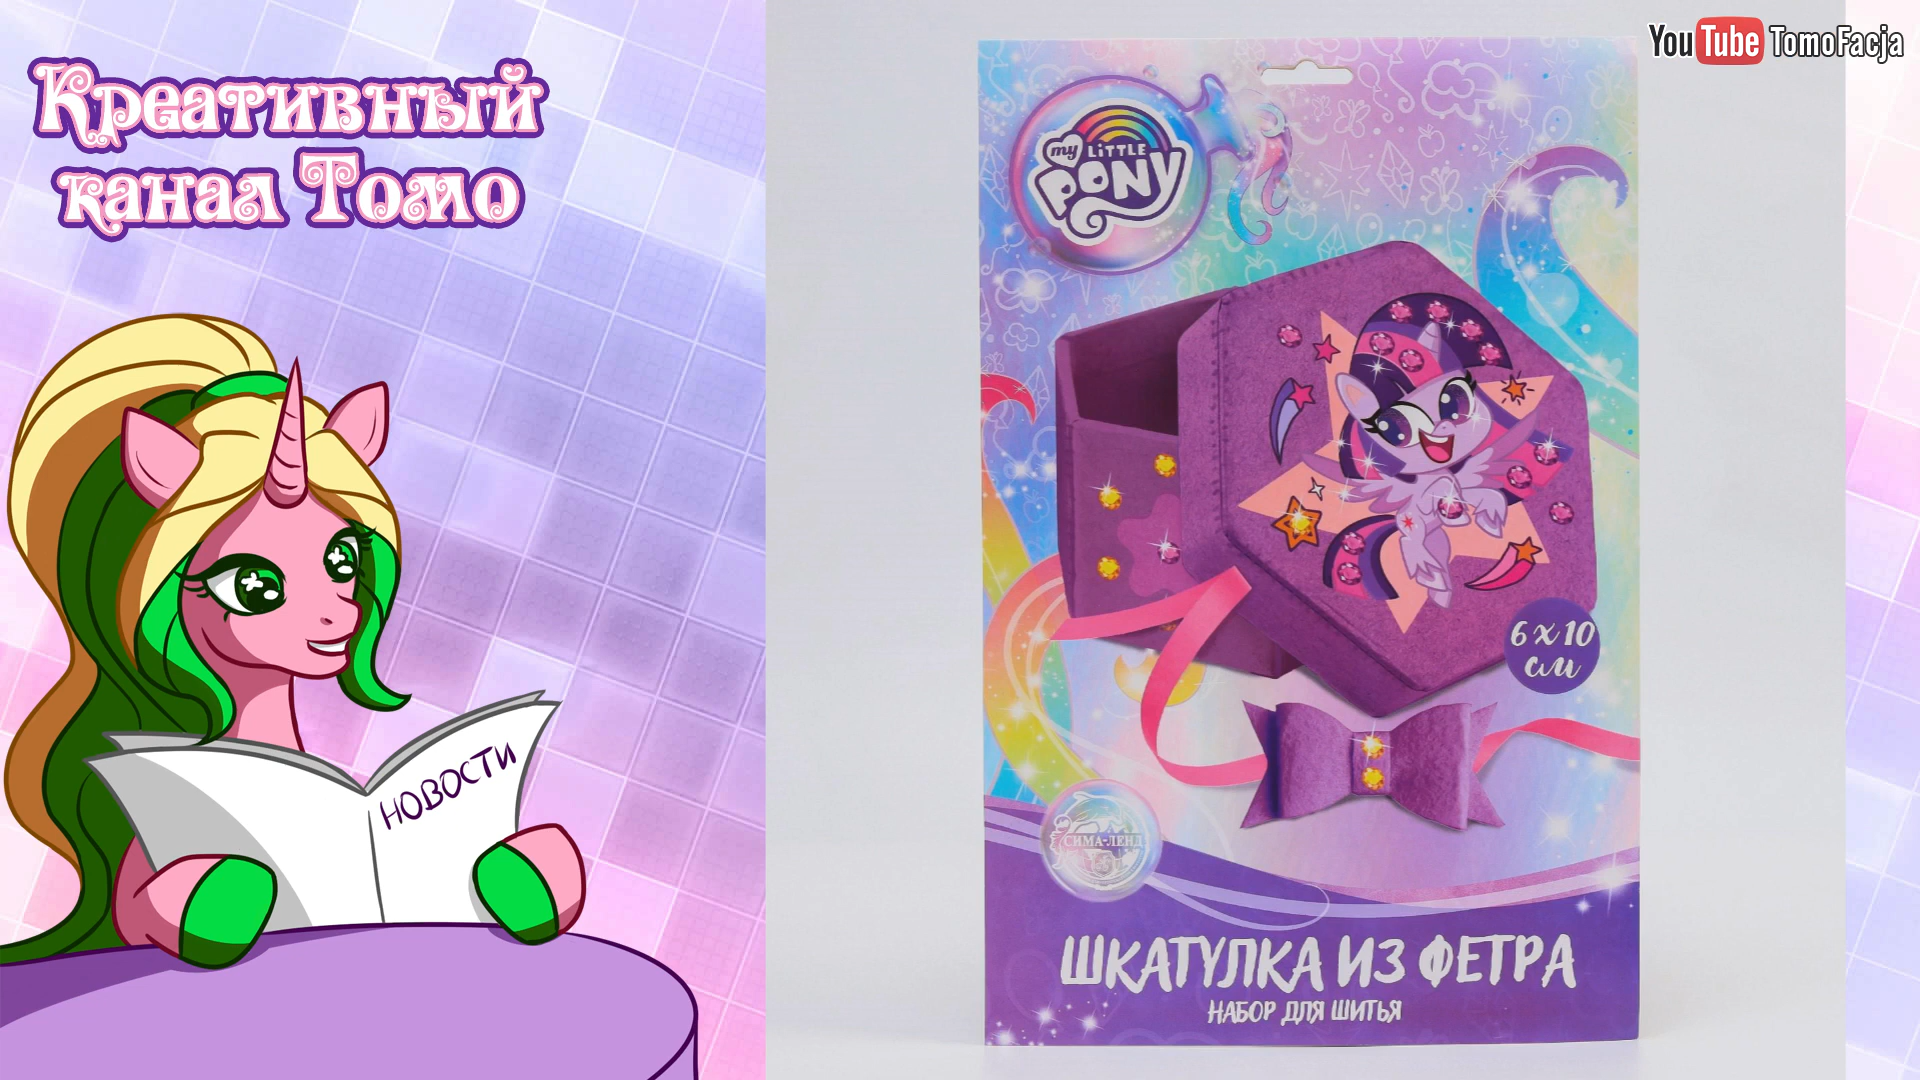 Креативный
канал Томо
YouTube TomoFacja
my LiTTLE
PONY
6 х 10
см
НОВОСТИ
СИМА-ЛЕНД
ШКАТУЛКА ИЗ ФЕТРА
НАБОР ДЛЯ ШИТЬЯ